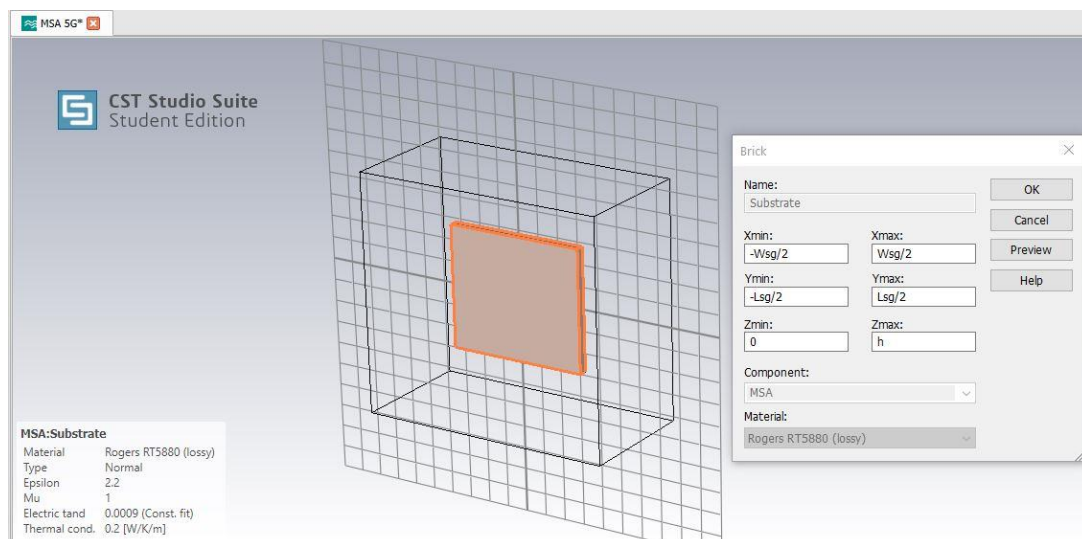 MSA 5G*
CST Studio Suite
Student Edition
Brick
Name:
OK
Substrate
Cancel
Xmin:
Xmax:
-Wsg/2
Wsg/2
Preview
Ymin:
Ymax:
Help
-Lsg/2
Lsg/2
Zmin:
Zmax:
0
h
Component:
MSA
Material:
Rogers RT5880 (lossy)
MSA:Substrate
Material Rogers RT5880 (lossy)
Type Normal
Epsilon 2.2
Mu 1
Electric tand 0.0009 (Const. fit)
Thermal cond. 0.2 [W/K/m]